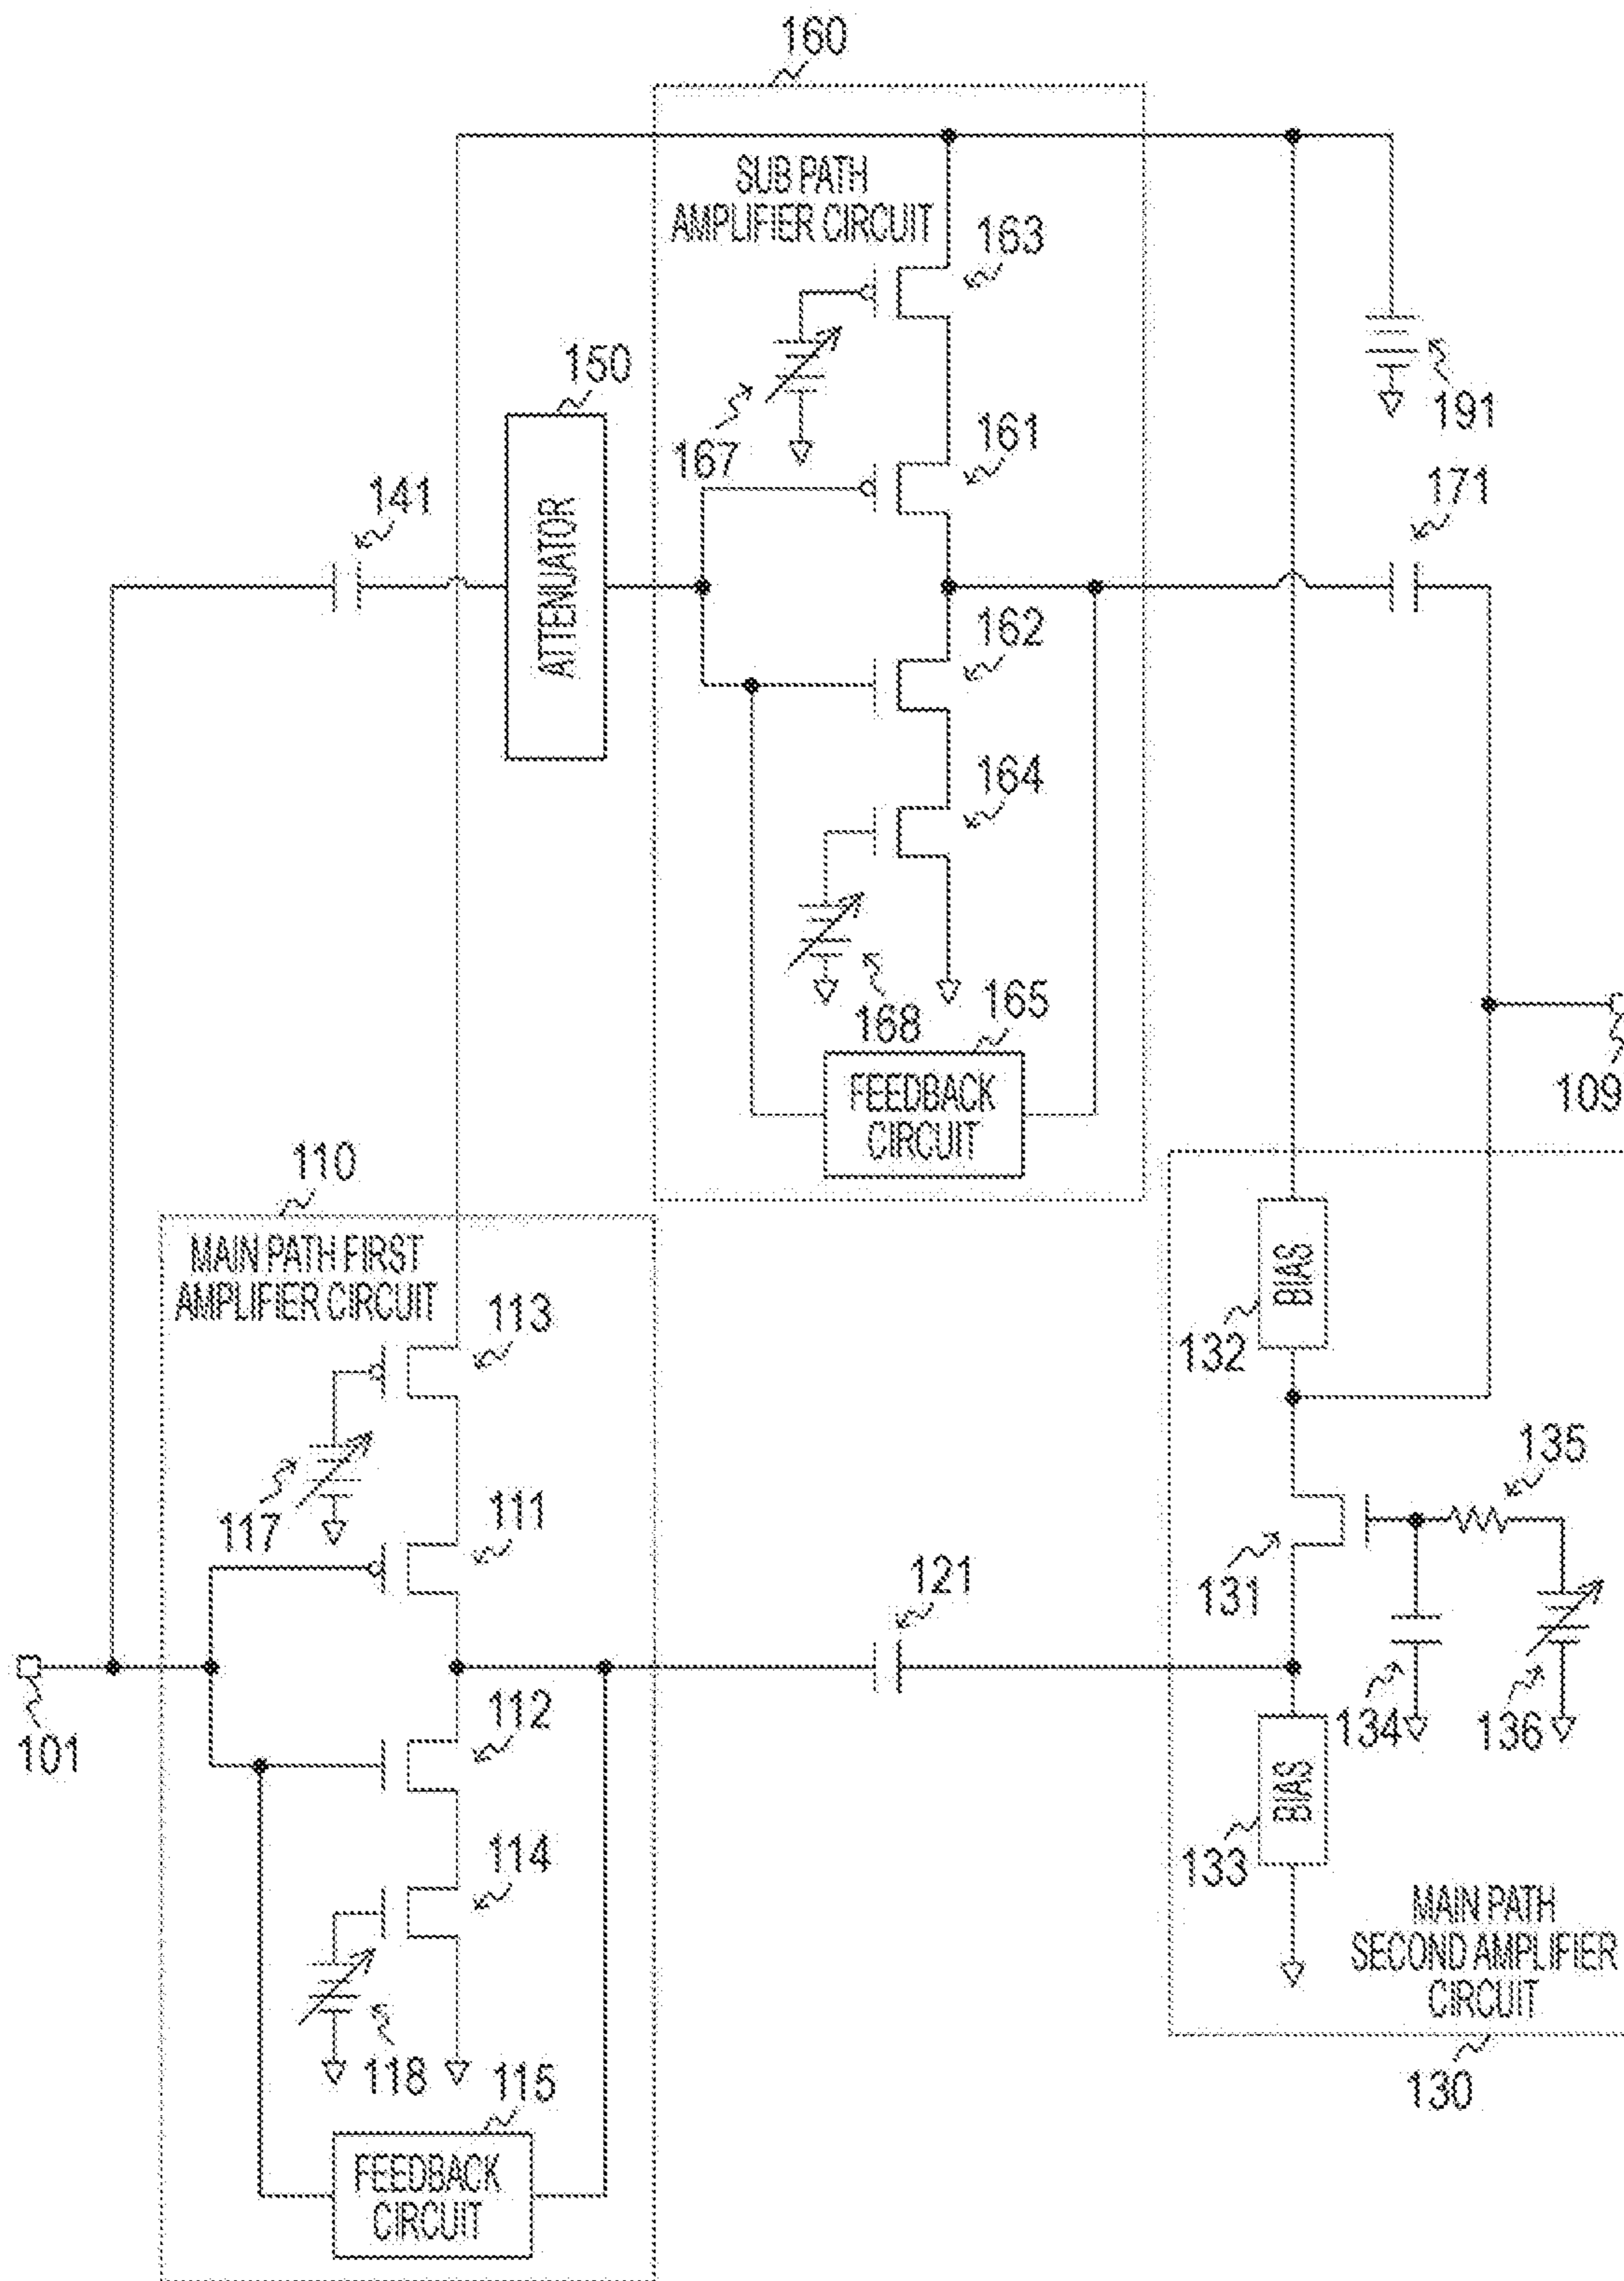 160
SUB PATH
AMPLIFIER CIRCUIT
163
150
191
167
161
171
141
ATTENUATOR
162
164
168
165
109
FEEDBACK
CIRCUIT
110
MAIN PATH FIRST
AMPLIFIER CIRCUIT
BIAS
113
132
135
117
111
121
131
101
112
134
136
BIAS
114
133
MAIN PATH
SECOND AMPLIFIER
CIRCUIT
118
115
130
FEEDBACK
CIRCUIT